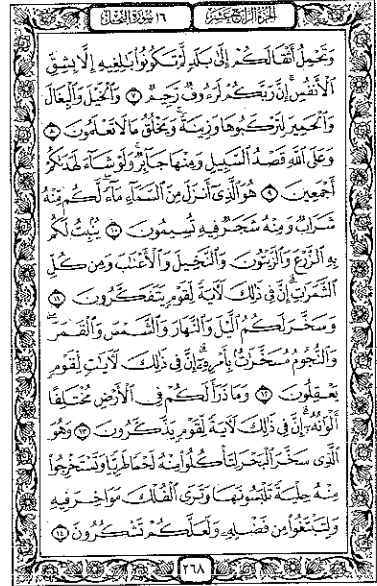 الجزء الرابع عشر
١٦ سورة النحل
وَتَحْمِلُ أَثْقَالَكُمْ إِلَىٰ بَلَدٍ لَّمْ تَكُونُوا۟ بَٰلِغِيهِ إِلَّا بِشِقِّ
ٱلْأَنفُسِ إِنَّ رَبَّكُمْ لَرَءُوفٌ رَّحِيمٌ ٧ وَٱلْخَيْلَ وَٱلْبِغَالَ
وَٱلْحَمِيرَ لِتَرْكَبُوهَا وَزِينَةً وَيَخْلُقُ مَا لَا تَعْلَمُونَ ٨
وَعَلَى ٱللَّهِ قَصْدُ ٱلسَّبِيلِ وَمِنْهَا جَآئِرٌ وَلَوْ شَآءَ لَهَدَىٰكُمْ
أَجْمَعِينَ ٩ هُوَ ٱلَّذِىٓ أَنزَلَ مِنَ ٱلسَّمَآءِ مَآءً لَّكُم مِّنْهُ
شَرَابٌ وَمِنْهُ شَجَرٌ فِيهِ تُسِيمُونَ ١٠ يُنۢبِتُ لَكُم
بِهِ ٱلزَّرْعَ وَٱلزَّيْتُونَ وَٱلنَّخِيلَ وَٱلْأَعْنَٰبَ وَمِن كُلِّ
ٱلثَّمَرَٰتِ إِنَّ فِى ذَٰلِكَ لَءَايَةً لِّقَوْمٍ يَتَفَكَّرُونَ ١١
وَسَخَّرَ لَكُمُ ٱلَّيْلَ وَٱلنَّهَارَ وَٱلشَّمْسَ وَٱلْقَمَرَ
وَٱلنُّجُومُ مُسَخَّرَٰتٌۢ بِأَمْرِهِۦٓ إِنَّ فِى ذَٰلِكَ لَءَايَٰتٍ لِّقَوْمٍ
يَعْقِلُونَ ١٢ وَمَا ذَرَأَ لَكُمْ فِى ٱلْأَرْضِ مُخْتَلِفًا
أَلْوَٰنُهُۥٓ إِنَّ فِى ذَٰلِكَ لَءَايَةً لِّقَوْمٍ يَذَّكَّرُونَ ١٣ وَهُوَ
ٱلَّذِى سَخَّرَ ٱلْبَحْرَ لِتَأْكُلُوا۟ مِنْهُ لَحْمًا طَرِيًّا وَتَسْتَخْرِجُوا۟
مِنْهُ حِلْيَةً تَلْبَسُونَهَا وَتَرَى ٱلْفُلْكَ مَوَاخِرَ فِيهِ
وَلِتَبْتَغُوا۟ مِن فَضْلِهِۦ وَلَعَلَّكُمْ تَشْكُرُونَ ١٤
٢٦٨